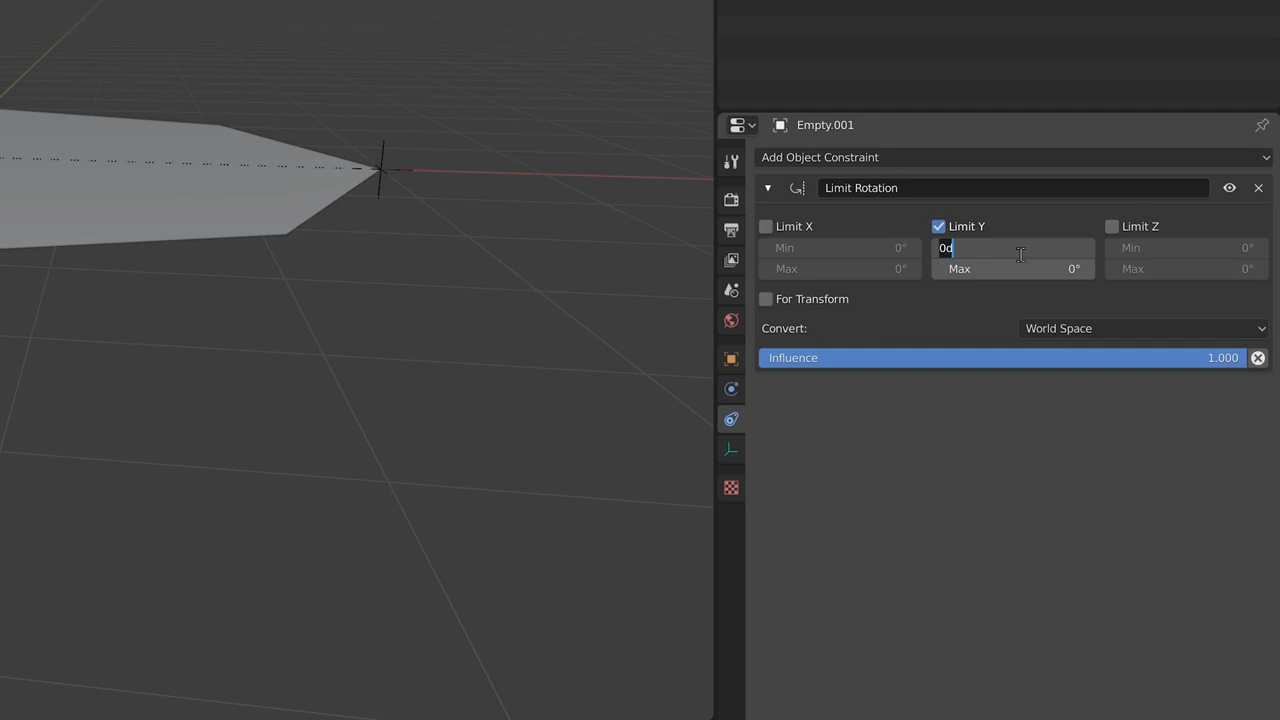 Empty.001
Add Object Constraint
Limit Rotation
Limit X Limit Y Limit Z
Min 0° 0d Min 0°
Max 0° Max 0° Max 0°
For Transform
Convert: World Space
Influence 1.000